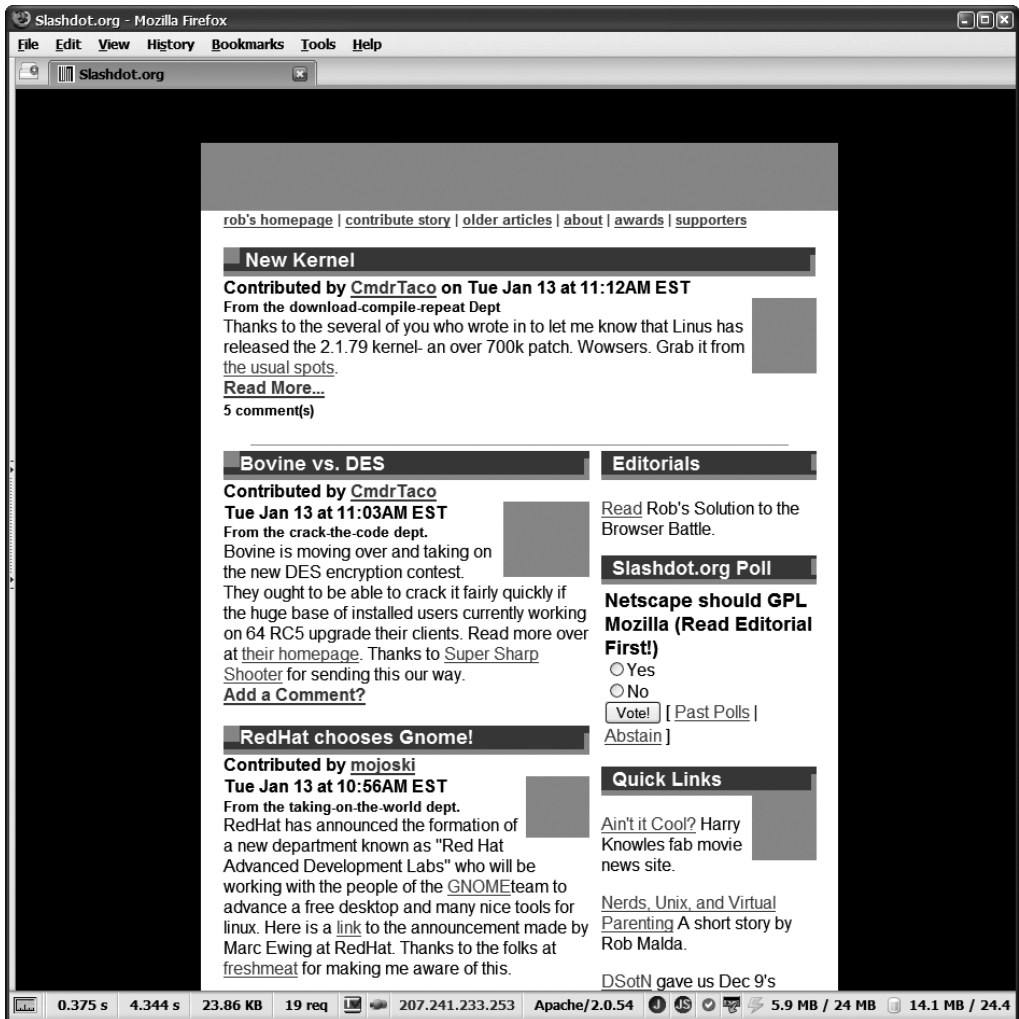 Slashdot.org - Mozilla Firefox
File Edit View History Bookmarks Tools Help
Slashdot.org
rob's homepage | contribute story | older articles | about | awards | supporters
New Kernel
Contributed by CmdrTaco on Tue Jan 13 at 11:12AM EST
From the download-compile-repeat Dept
Thanks to the several of you who wrote in to let me know that Linus has
released the 2.1.79 kernel- an over 700k patch. Wowsers. Grab it from
the usual spots.
Read More...
5 comment(s)
Bovine vs. DES
Contributed by CmdrTaco
Tue Jan 13 at 11:03AM EST
From the crack-the-code dept.
Bovine is moving over and taking on
the new DES encryption contest.
They ought to be able to crack it fairly quickly if
the huge base of installed users currently working
on 64 RC5 upgrade their clients. Read more over
at their homepage. Thanks to Super Sharp
Shooter for sending this our way.
Add a Comment?
RedHat chooses Gnome!
Contributed by mojoski
Tue Jan 13 at 10:56AM EST
From the taking-on-the-world dept.
RedHat has announced the formation of
a new department known as "Red Hat
Advanced Development Labs" who will be
working with the people of the GNOMEteam to
advance a free desktop and many nice tools for
linux. Here is a link to the announcement made by
Marc Ewing at RedHat. Thanks to the folks at
freshmeat for making me aware of this.
Editorials
Read Rob's Solution to the
Browser Battle.
Slashdot.org Poll
Netscape should GPL
Mozilla (Read Editorial
First!)
Yes
No
Vote! [ Past Polls |
Abstain ]
Quick Links
Ain't it Cool? Harry
Knowles fab movie
news site.
Nerds, Unix, and Virtual
Parenting A short story by
Rob Malda.
DSotN gave us Dec 9's
0.375 s 4.344 s 23.86 KB 19 req 207.241.233.253 Apache/2.0.54 J JS 5.9 MB / 24 MB 14.1 MB / 24.4